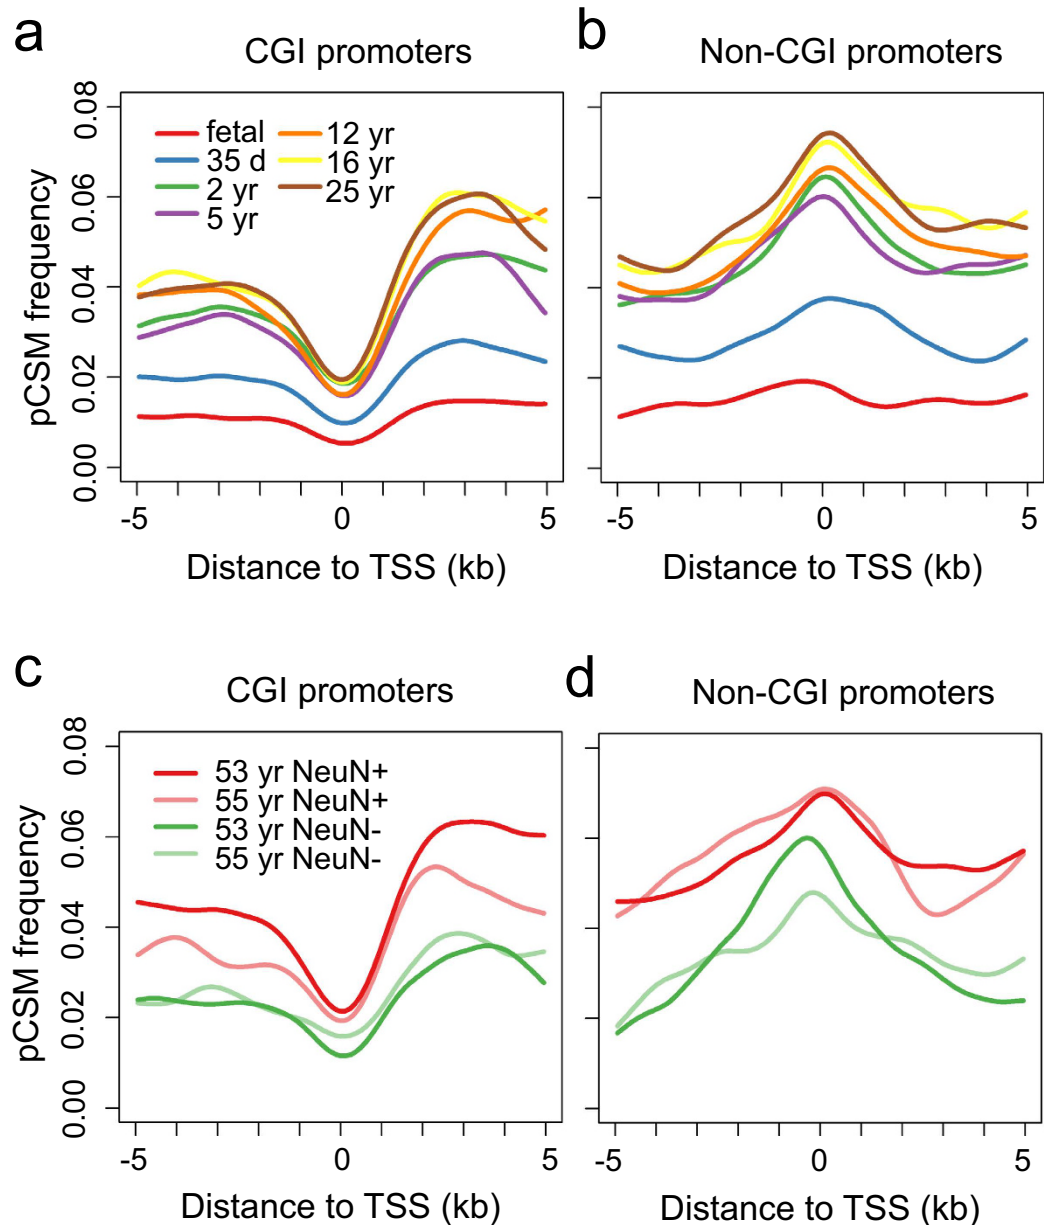 a
CGI promoters
pCSM frequency
0.00 0.02 0.04 0.06 0.08
fetal
35 d
2 yr
5 yr
12 yr
16 yr
25 yr
-5 0 5
Distance to TSS (kb)
b
Non-CGI promoters
-5 0 5
Distance to TSS (kb)
c
CGI promoters
pCSM frequency
0.00 0.02 0.04 0.06 0.08
53 yr NeuN+
55 yr NeuN+
53 yr NeuN-
55 yr NeuN-
-5 0 5
Distance to TSS (kb)
d
Non-CGI promoters
-5 0 5
Distance to TSS (kb)